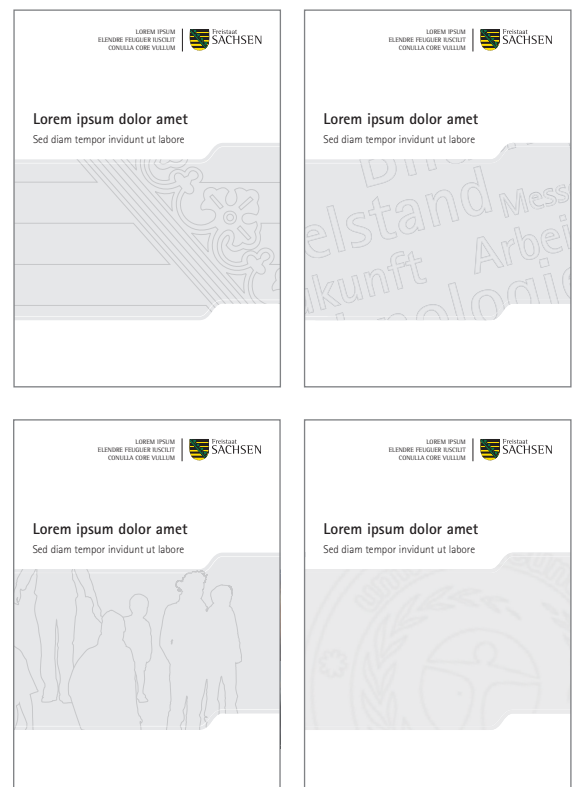 LOREM IPSUM
ELENDRE FEUGUER IUSCILIT
CONULLA CORE VULLUM
Freistaat
SACHSEN
Lorem ipsum dolor amet
Sed diam tempor invidunt ut labore
LOREM IPSUM
ELENDRE FEUGUER IUSCILIT
CONULLA CORE VULLUM
Freistaat
SACHSEN
Lorem ipsum dolor amet
Sed diam tempor invidunt ut labore
elstand Mess
kunft Arbei
nologi
LOREM IPSUM
ELENDRE FEUGUER IUSCILIT
CONULLA CORE VULLUM
Freistaat
SACHSEN
Lorem ipsum dolor amet
Sed diam tempor invidunt ut labore
LOREM IPSUM
ELENDRE FEUGUER IUSCILIT
CONULLA CORE VULLUM
Freistaat
SACHSEN
Lorem ipsum dolor amet
Sed diam tempor invidunt ut labore